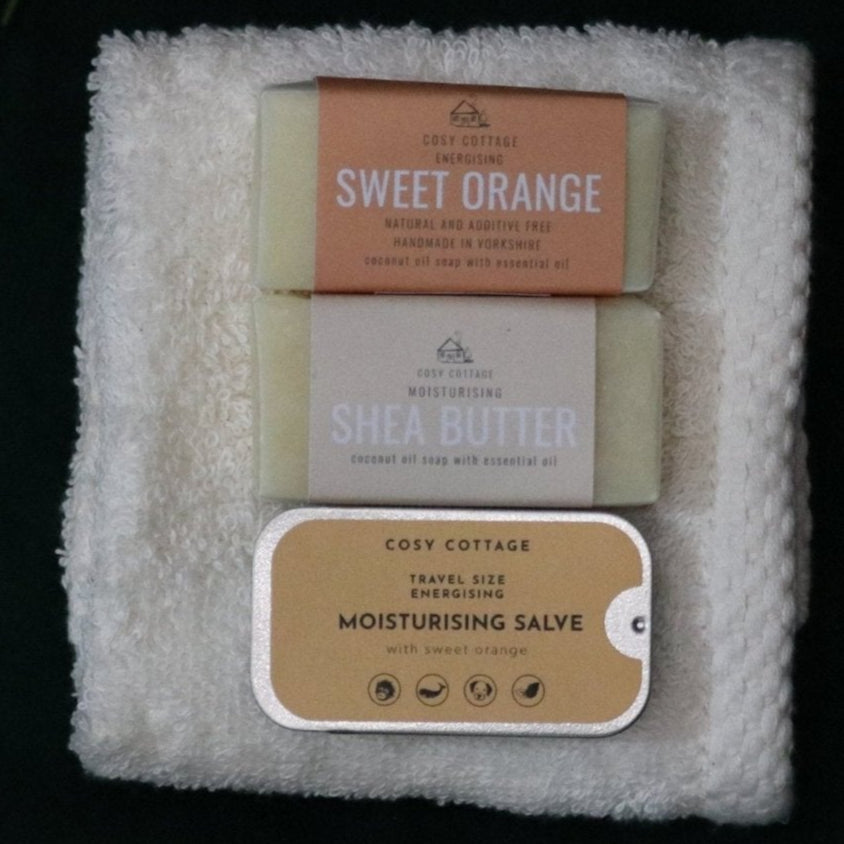 COSY COTTAGE
ENERGISING
SWEET ORANGE
NATURAL AND ADDITIVE FREE
HANDMADE IN YORKSHIRE
coconut oil soap with essential oil
COSY COTTAGE
MOISTURISING
SHEA BUTTER
coconut oil soap with essential oil
COSY COTTAGE
TRAVEL SIZE
ENERGISING
MOISTURISING SALVE
with sweet orange